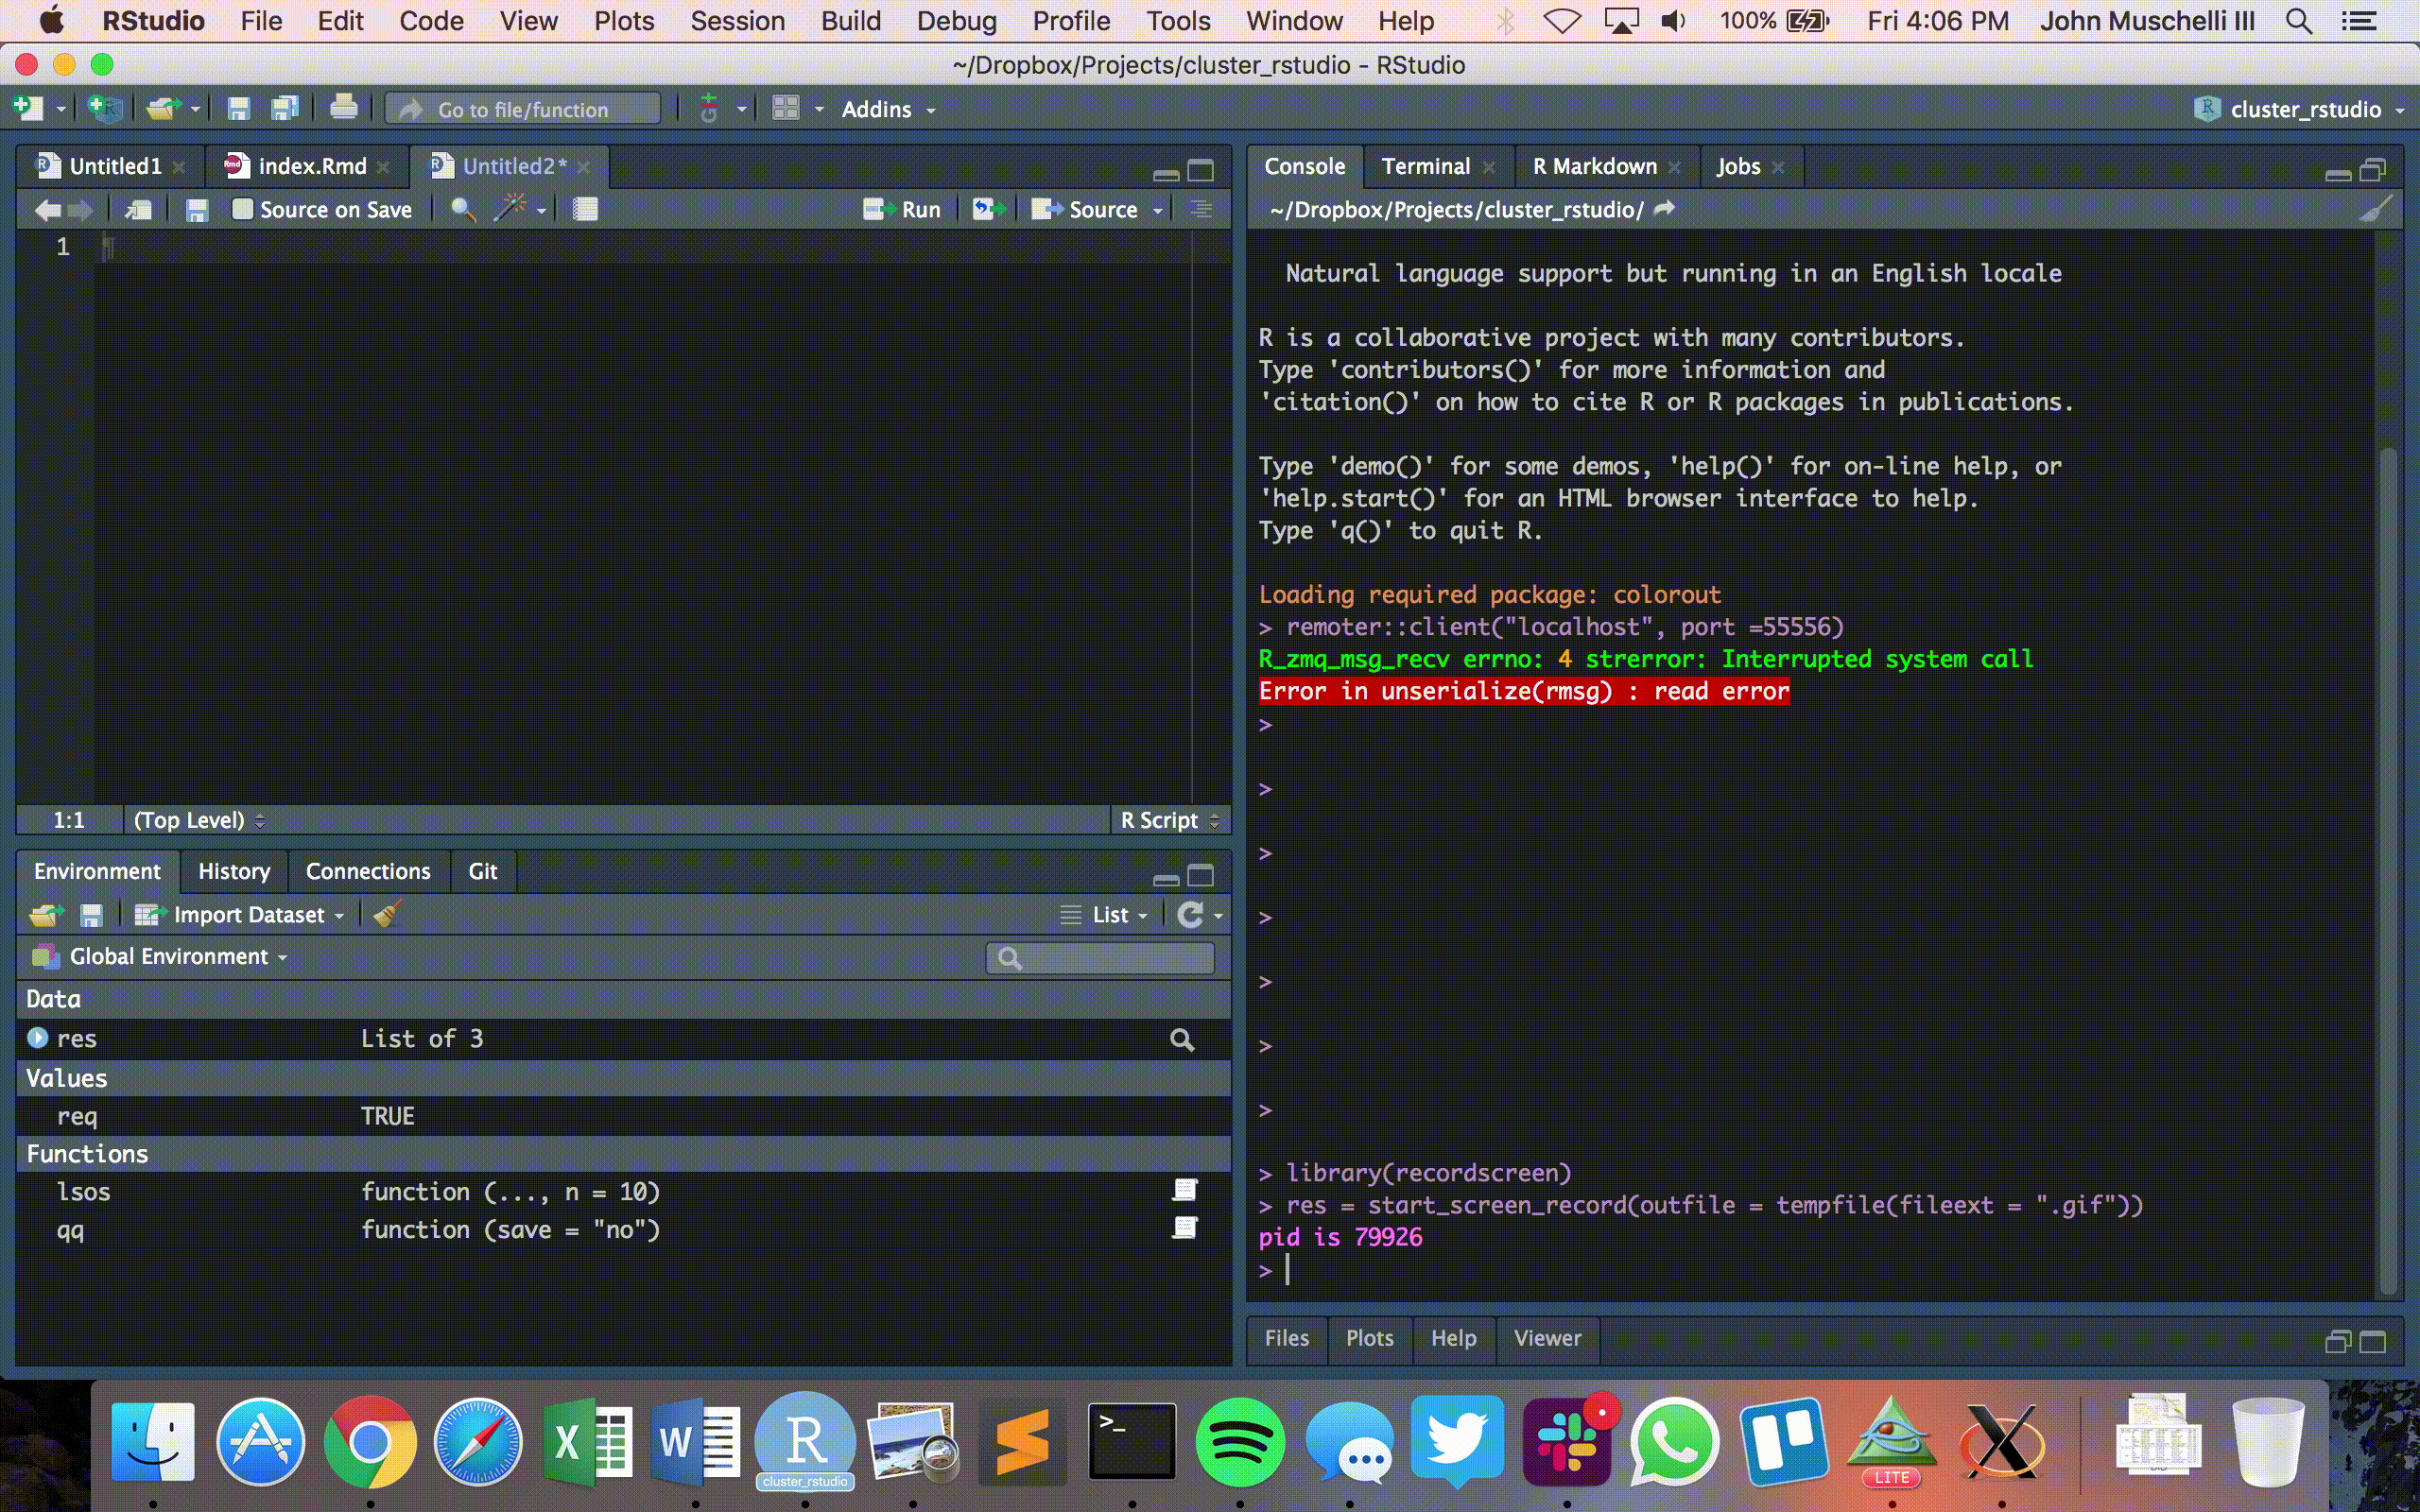 RStudio File Edit Code View Plots Session Build Debug Profile Tools Window Help 100% Fri 4:06 PM John Muschelli III
~/Dropbox/Projects/cluster_rstudio - RStudio
Go to file/function Addins cluster_rstudio
Untitled1 index.Rmd Untitled2*
Source on Save Run Source
1
1:1 (Top Level) R Script
Environment History Connections Git
Import Dataset List
Global Environment
Data
res List of 3
Values
req TRUE
Functions
lsos function (..., n = 10)
qq function (save = "no")
Console Terminal R Markdown Jobs
~/Dropbox/Projects/cluster_rstudio/
Natural language support but running in an English locale
R is a collaborative project with many contributors.
Type 'contributors()' for more information and
'citation()' on how to cite R or R packages in publications.
Type 'demo()' for some demos, 'help()' for on-line help, or
'help.start()' for an HTML browser interface to help.
Type 'q()' to quit R.
Loading required package: colorout
> remoter::client("localhost", port =55556)
R_zmq_msg_recv errno: 4 strerror: Interrupted system call
Error in unserialize(rmsg) : read error
>
>
>
>
>
>
>
> library(recordscreen)
> res = start_screen_record(outfile = tempfile(fileext = ".gif"))
pid is 79926
>
Files Plots Help Viewer
cluster_rstudio
LITE